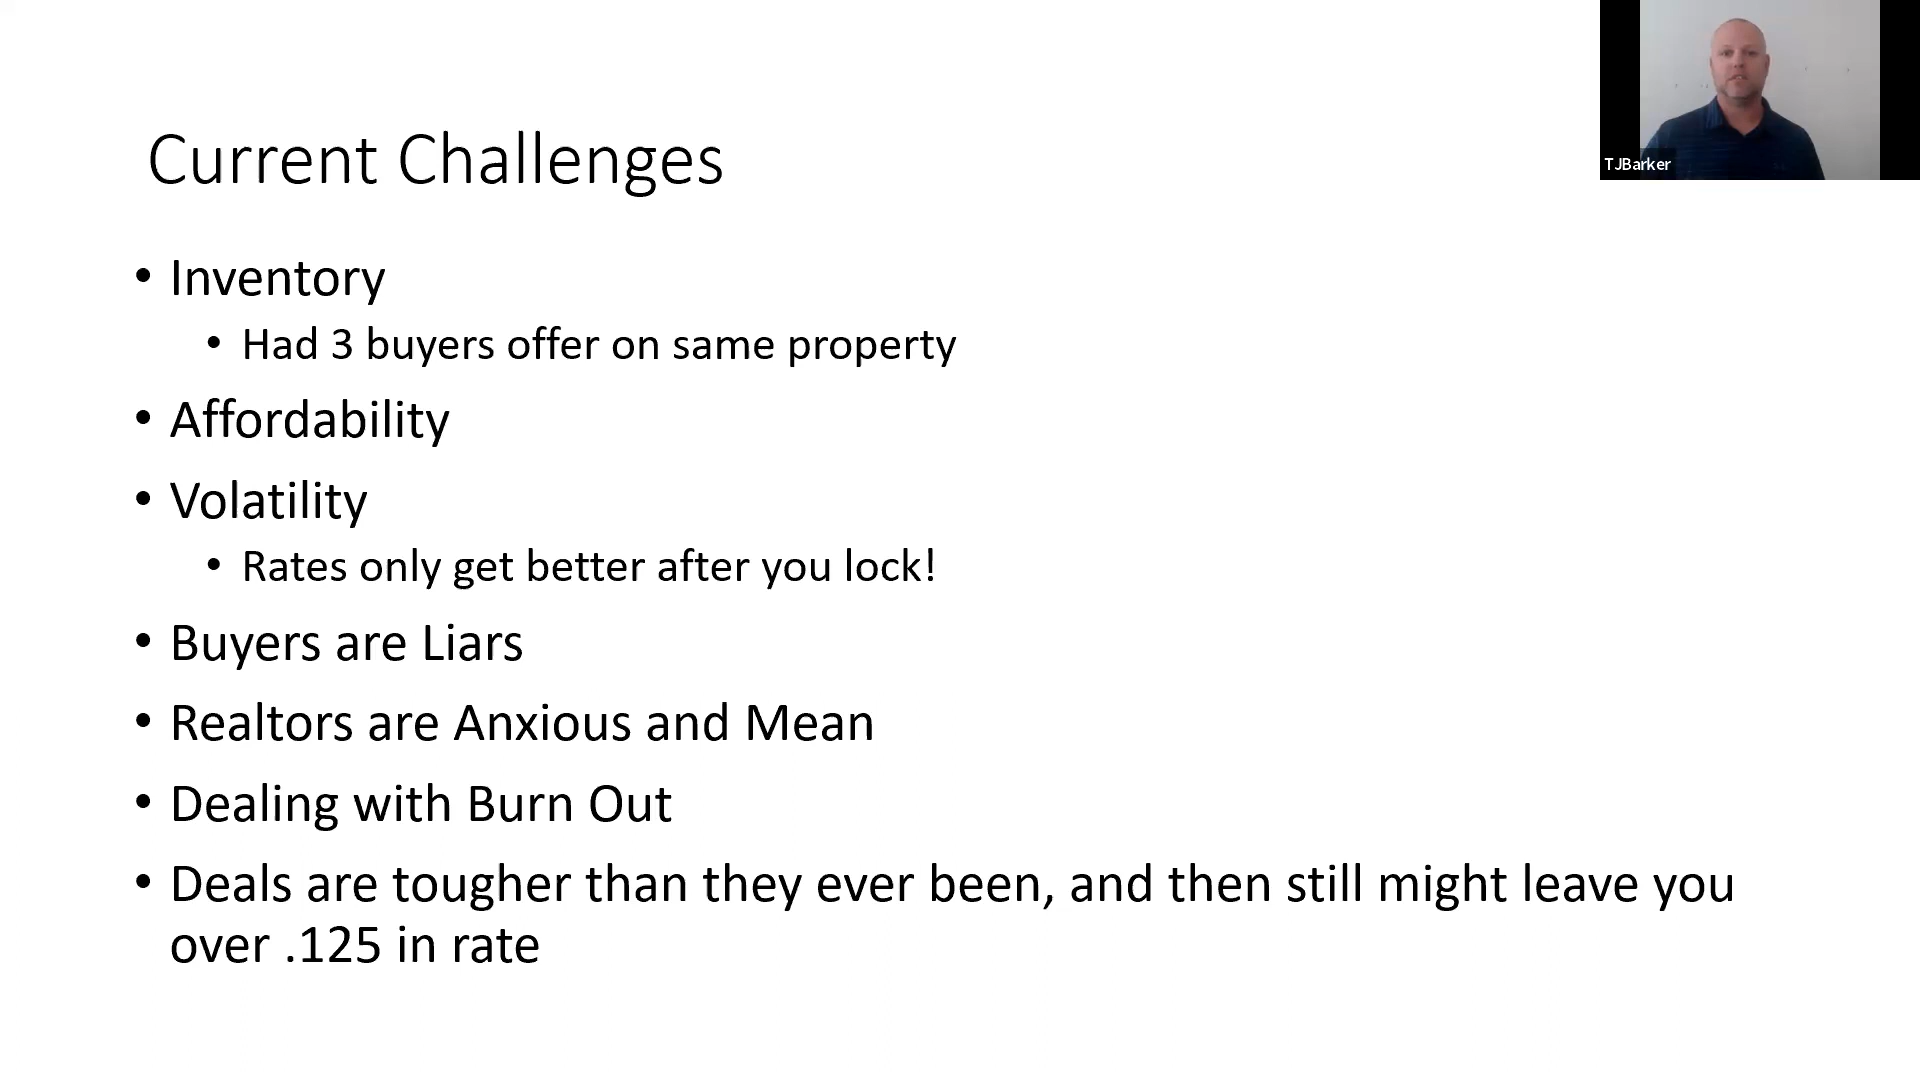 TJBarker
Current Challenges
• Inventory
• Had 3 buyers offer on same property
• Affordability
• Volatility
• Rates only get better after you lock!
• Buyers are Liars
• Realtors are Anxious and Mean
• Dealing with Burn Out
• Deals are tougher than they ever been, and then still might leave you
over .125 in rate